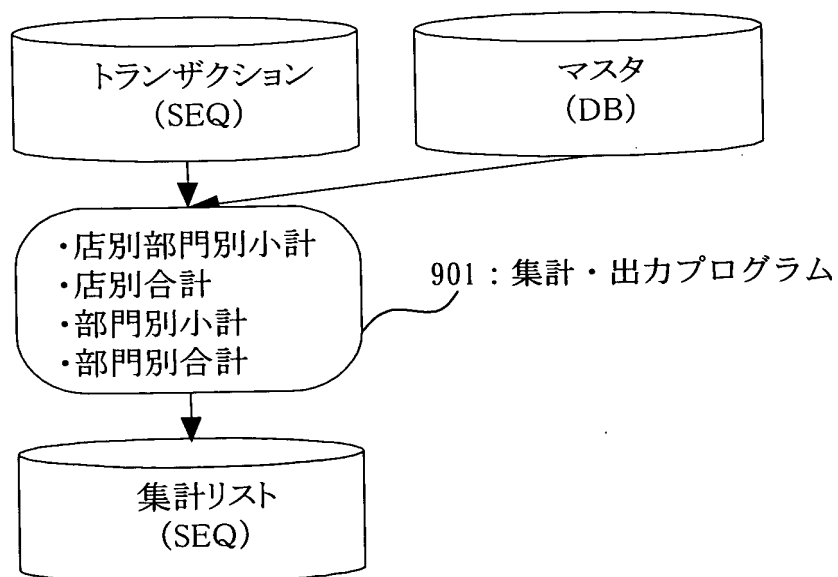 トランザクション
(SEQ)
マスタ
(DB)
・店別部門別小計
・店別合計
・部門別小計
・部門別合計
901:集計・出力プログラム
集計リスト
(SEQ)